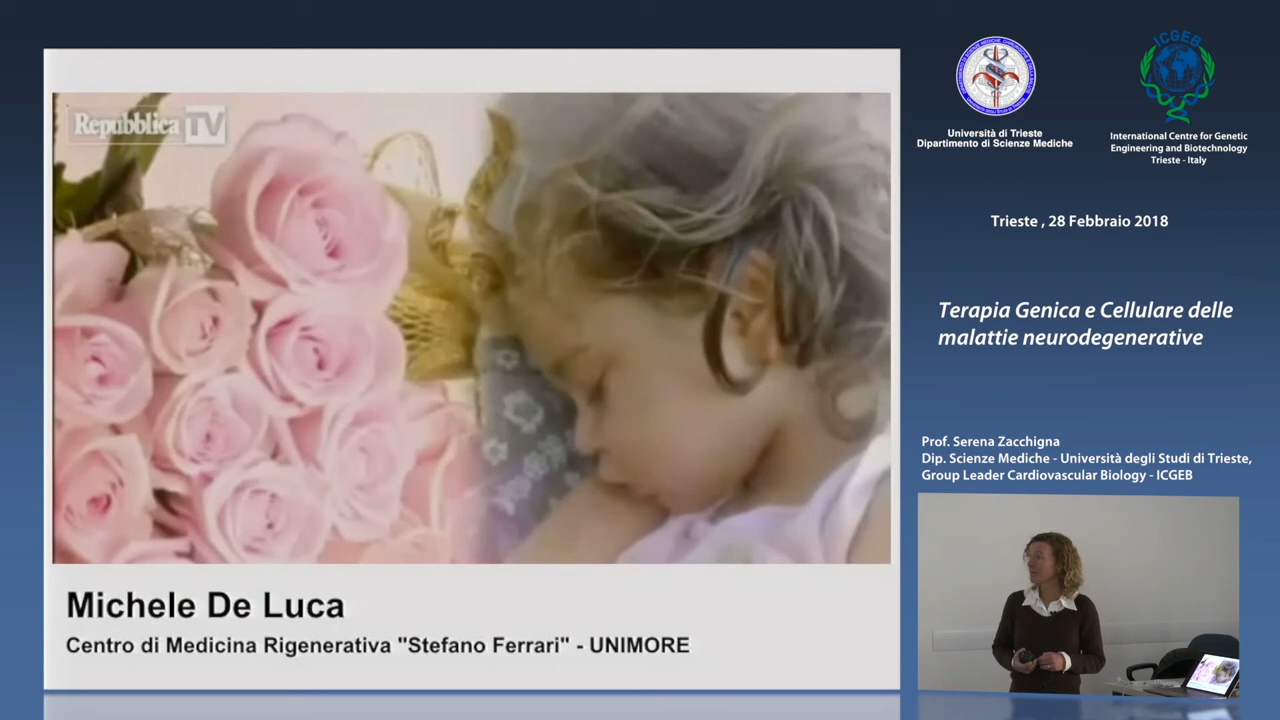 Repubblica TV
Michele De Luca
Centro di Medicina Rigenerativa "Stefano Ferrari" - UNIMORE
Università di Trieste
Dipartimento di Scienze Mediche
ICGEB
International Centre for Genetic
Engineering and Biotechnology
Trieste - Italy
Trieste , 28 Febbraio 2018
Terapia Genica e Cellulare delle
malattie neurodegenerative
Prof. Serena Zacchigna
Dip. Scienze Mediche - Università degli Studi di Trieste,
Group Leader Cardiovascular Biology - ICGEB